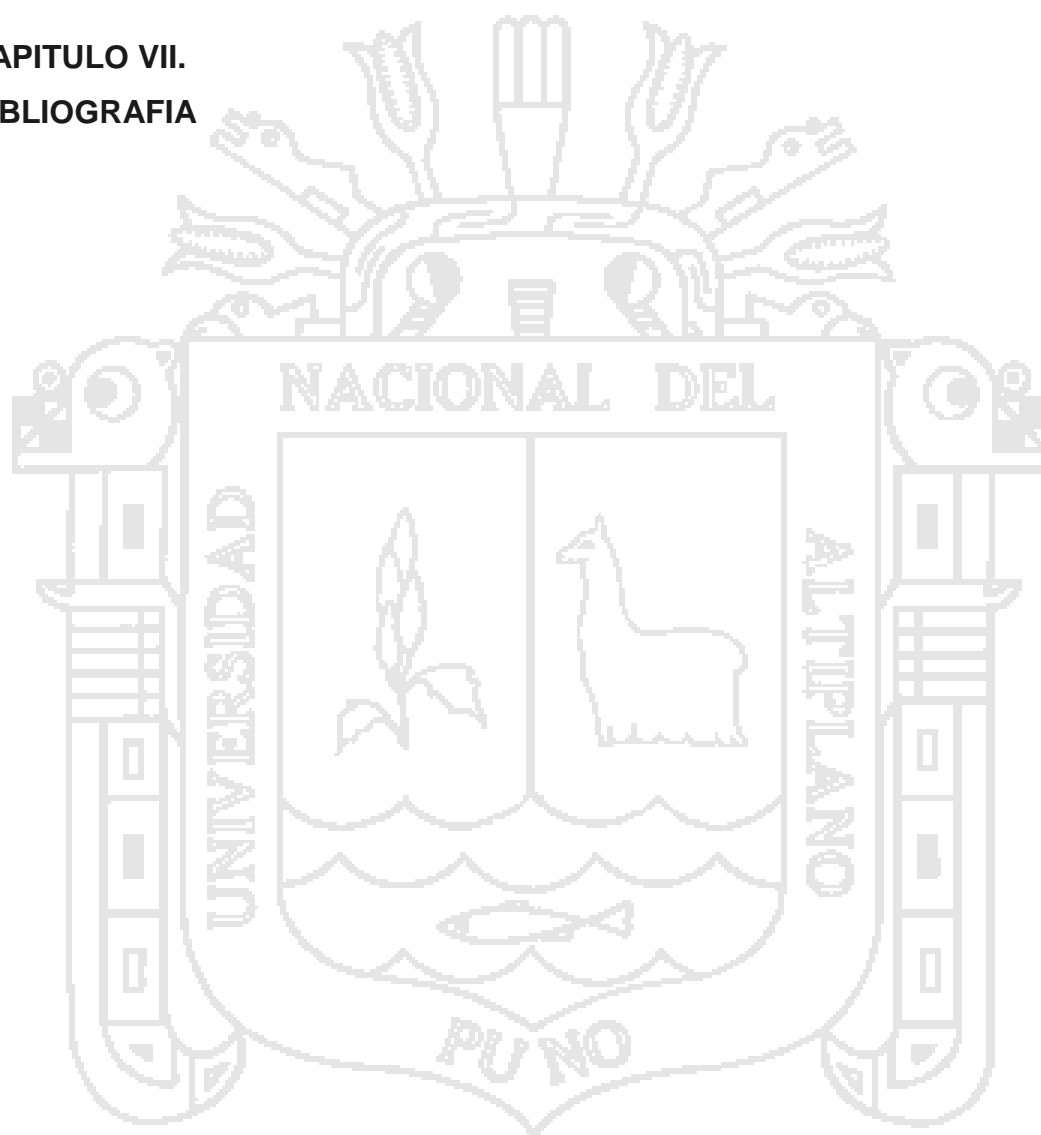 APITULO VII.
BLIOGRAFIA
NACIONAL DEL
UNIVERSIDAD
ALTIPLANO
PUNO